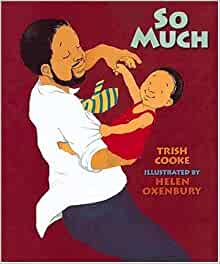 SO
MUCH
TRISH
COOKE
ILLUSTRATED BY
HELEN
OXENBURY